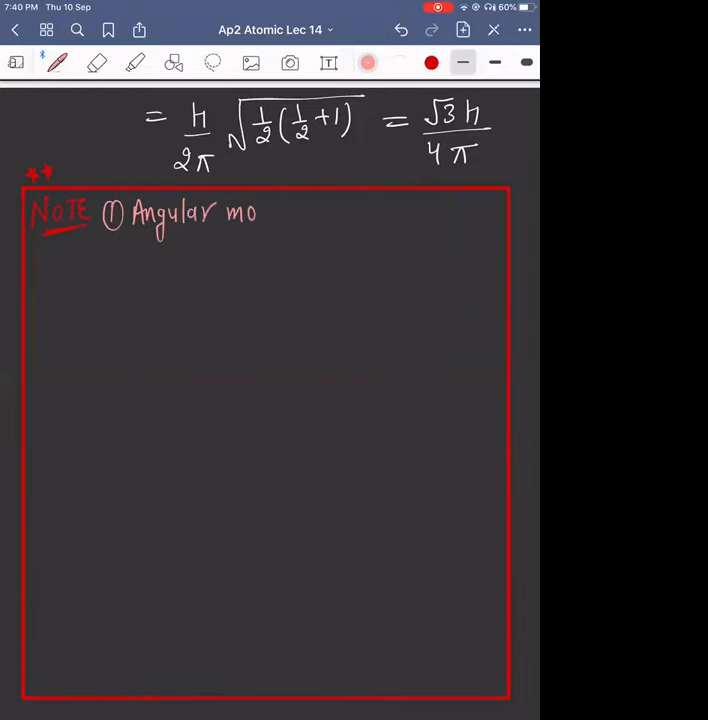 7:40 PM Thu 10 Sep 60%
Ap2 Atomic Lec 14
T
= h/2π √(1/2(1/2+1)) = √3 h/4π
NOTE ① Angular mo